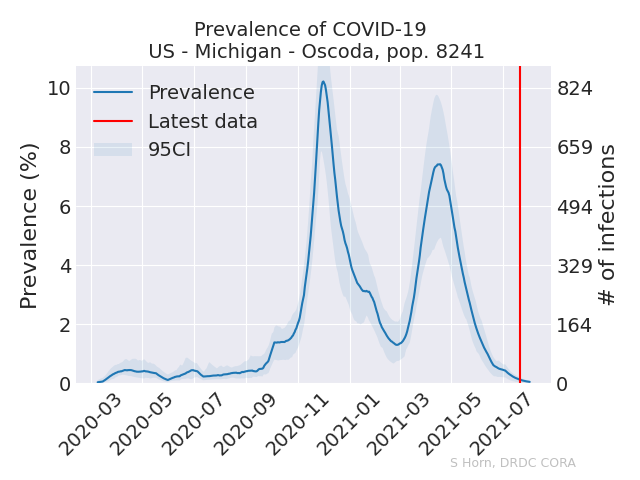 Prevalence of COVID-19
US - Michigan - Oscoda, pop. 8241
Prevalence
Latest data
95CI
Prevalence (%)
10
8
6
4
2
0
# of infections
824
659
494
329
164
0
2020-03
2020-05
2020-07
2020-09
2020-11
2021-01
2021-03
2021-05
2021-07
S Horn, DRDC CORA